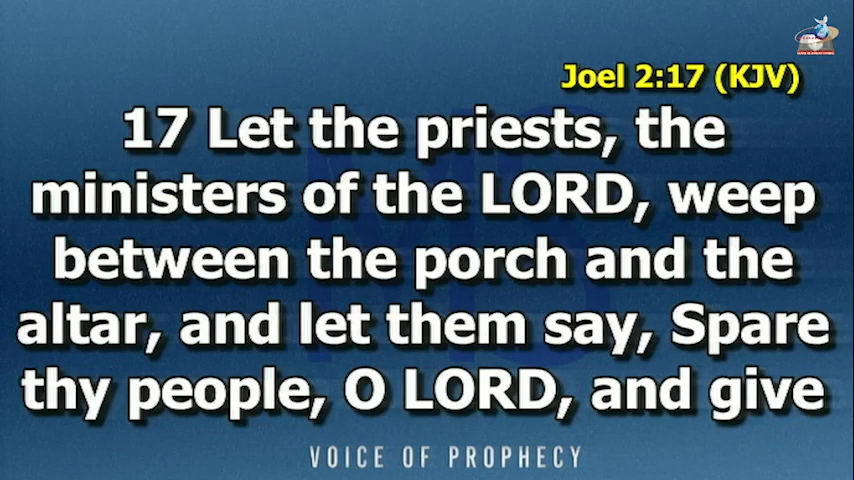 Joel 2:17 (KJV)
17 Let the priests, the
ministers of the LORD, weep
between the porch and the
altar, and let them say, Spare
thy people, O LORD, and give
VOICE OF PROPHECY